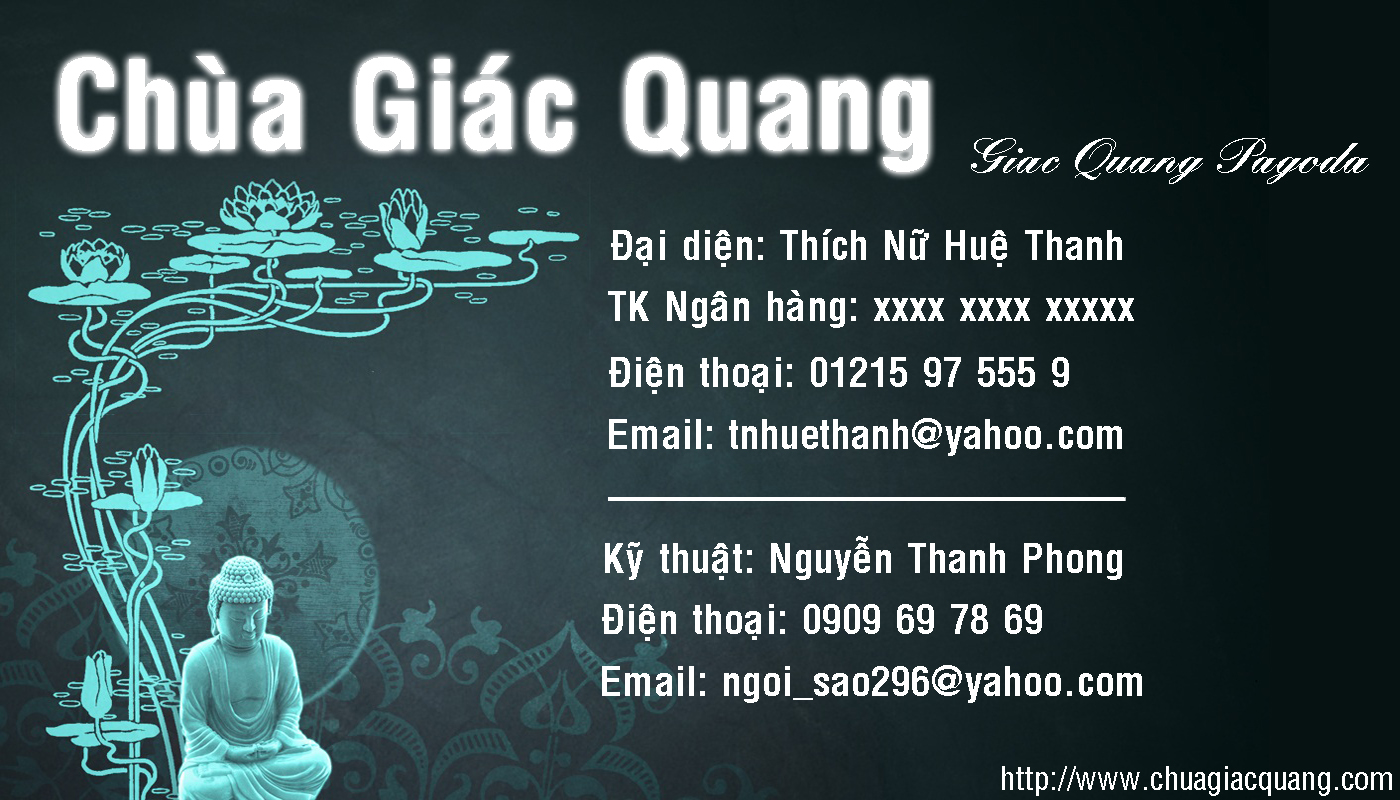 Chùa Giác Quang
Giac Quang Pagoda
Đại diện: Thích Nữ Huệ Thanh
TK Ngân hàng: xxxx xxxx xxxxx
Điện thoại: 01215 97 555 9
Email: tnhuethanh@yahoo.com
Kỹ thuật: Nguyễn Thanh Phong
Điện thoại: 0909 69 78 69
Email: ngoi_sao296@yahoo.com
http://www.chuagiacquang.com